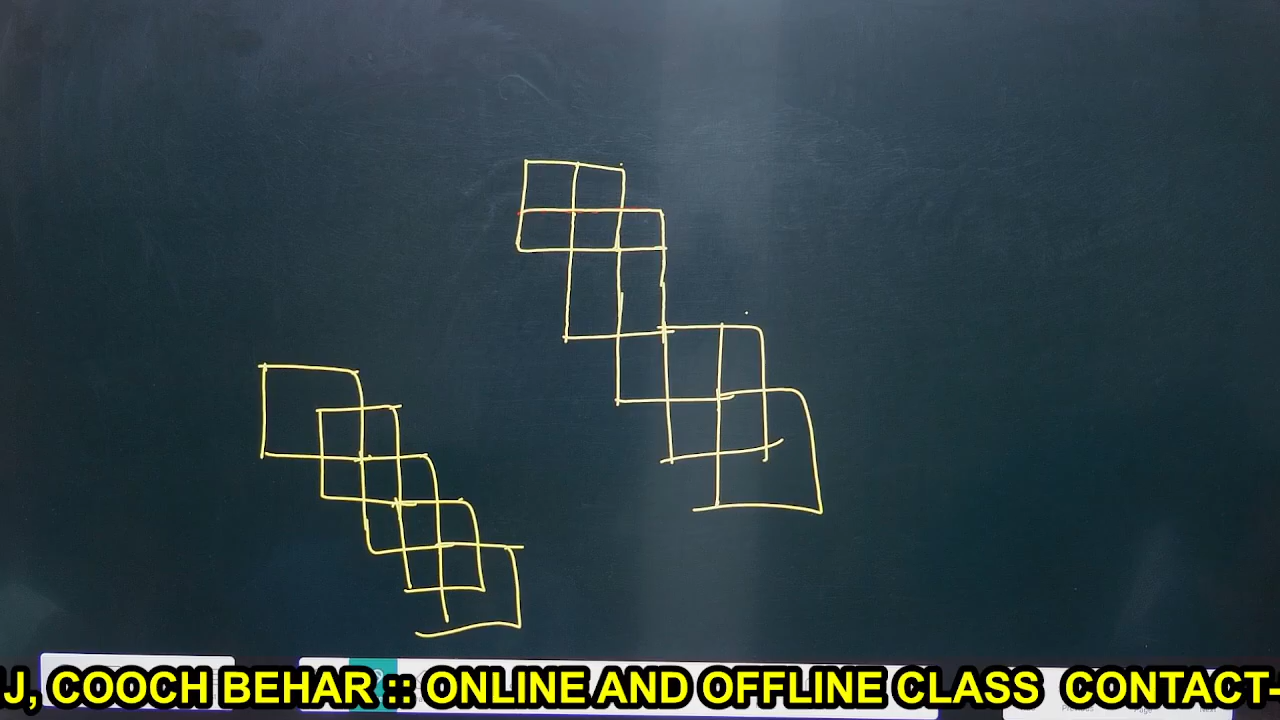 J, COOCH BEHAR :: ONLINE AND OFFLINE CLASS CONTACT-